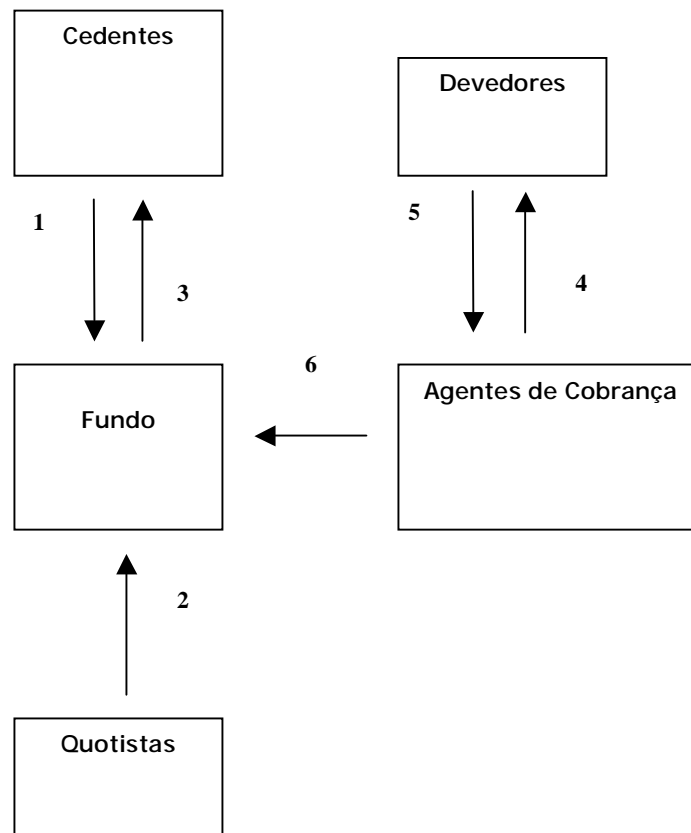 Cedentes
Devedores
1
5
3
4
6
Fundo
Agentes de Cobrança
2
Quotistas